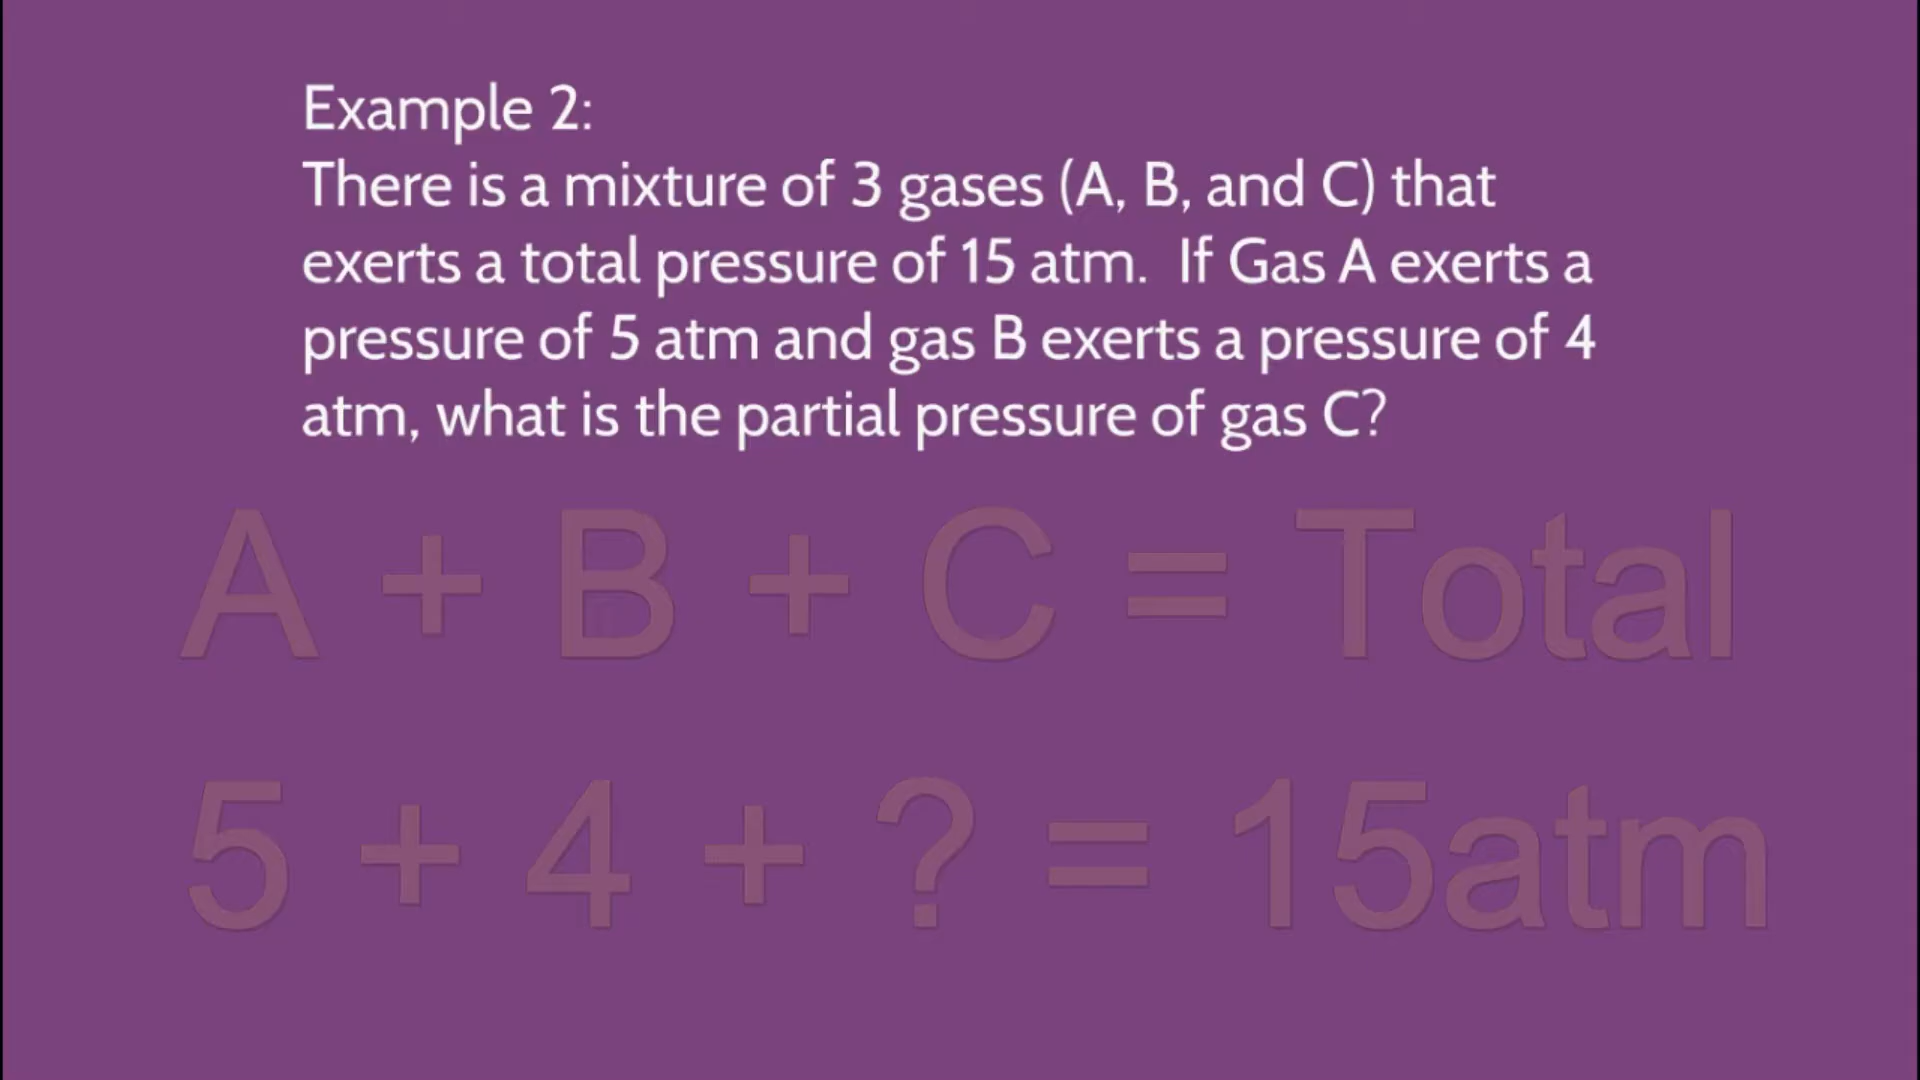 Example 2:
There is a mixture of 3 gases (A, B, and C) that
exerts a total pressure of 15 atm.  If Gas A exerts a
pressure of 5 atm and gas B exerts a pressure of 4
atm, what is the partial pressure of gas C?
A + B + C = Total
5 + 4 + ? = 15atm